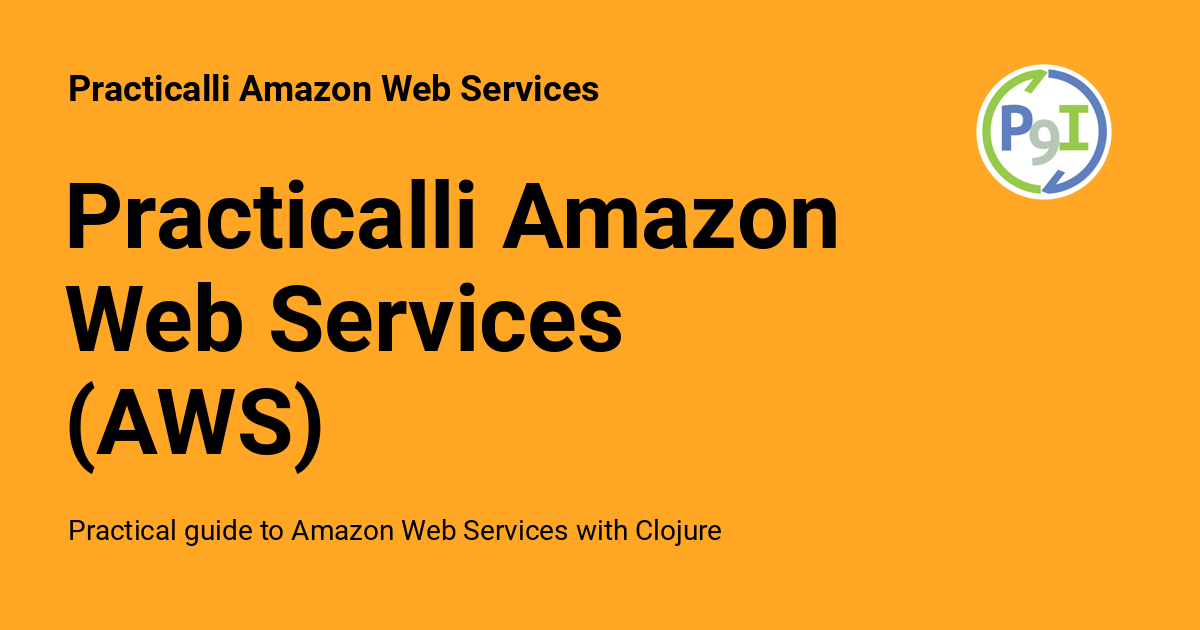 Practicalli Amazon Web Services
P9I
Practicalli Amazon
Web Services
(AWS)
Practical guide to Amazon Web Services with Clojure